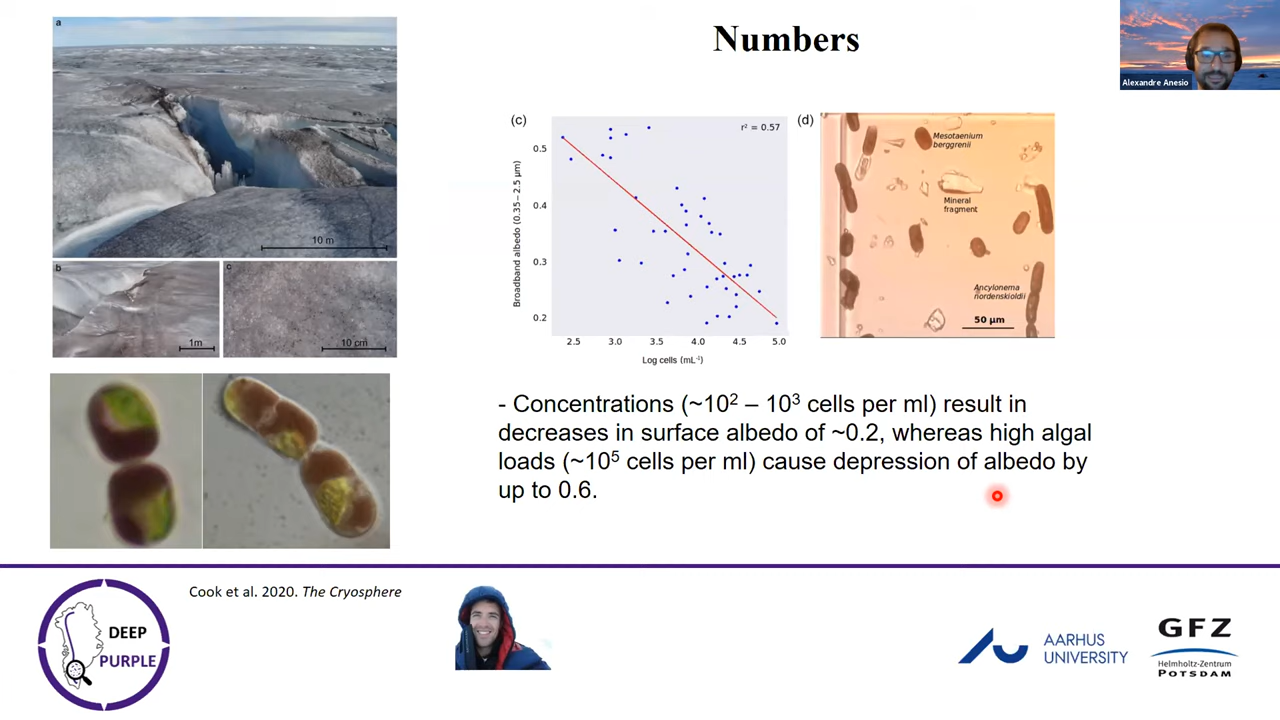 Numbers
Alexandre Anesio
a
10 m
b
1m
c
10 cm
(c)
r² = 0.57
Broadband albedo (0.35–2.5 µm)
0.5
0.4
0.3
0.2
2.5 3.0 3.5 4.0 4.5 5.0
Log cells (mL⁻¹)
(d)
Mesotaenium
berggrenii
Mineral
fragment
Ancylonema
nordenskioldi
50 µm
- Concentrations (~10² – 10³ cells per ml) result in
decreases in surface albedo of ~0.2, whereas high algal
loads (~10⁵ cells per ml) cause depression of albedo by
up to 0.6.
DEEP
PURPLE
Cook et al. 2020. The Cryosphere
AARHUS
UNIVERSITY
GFZ
Helmholtz-Zentrum
POTSDAM